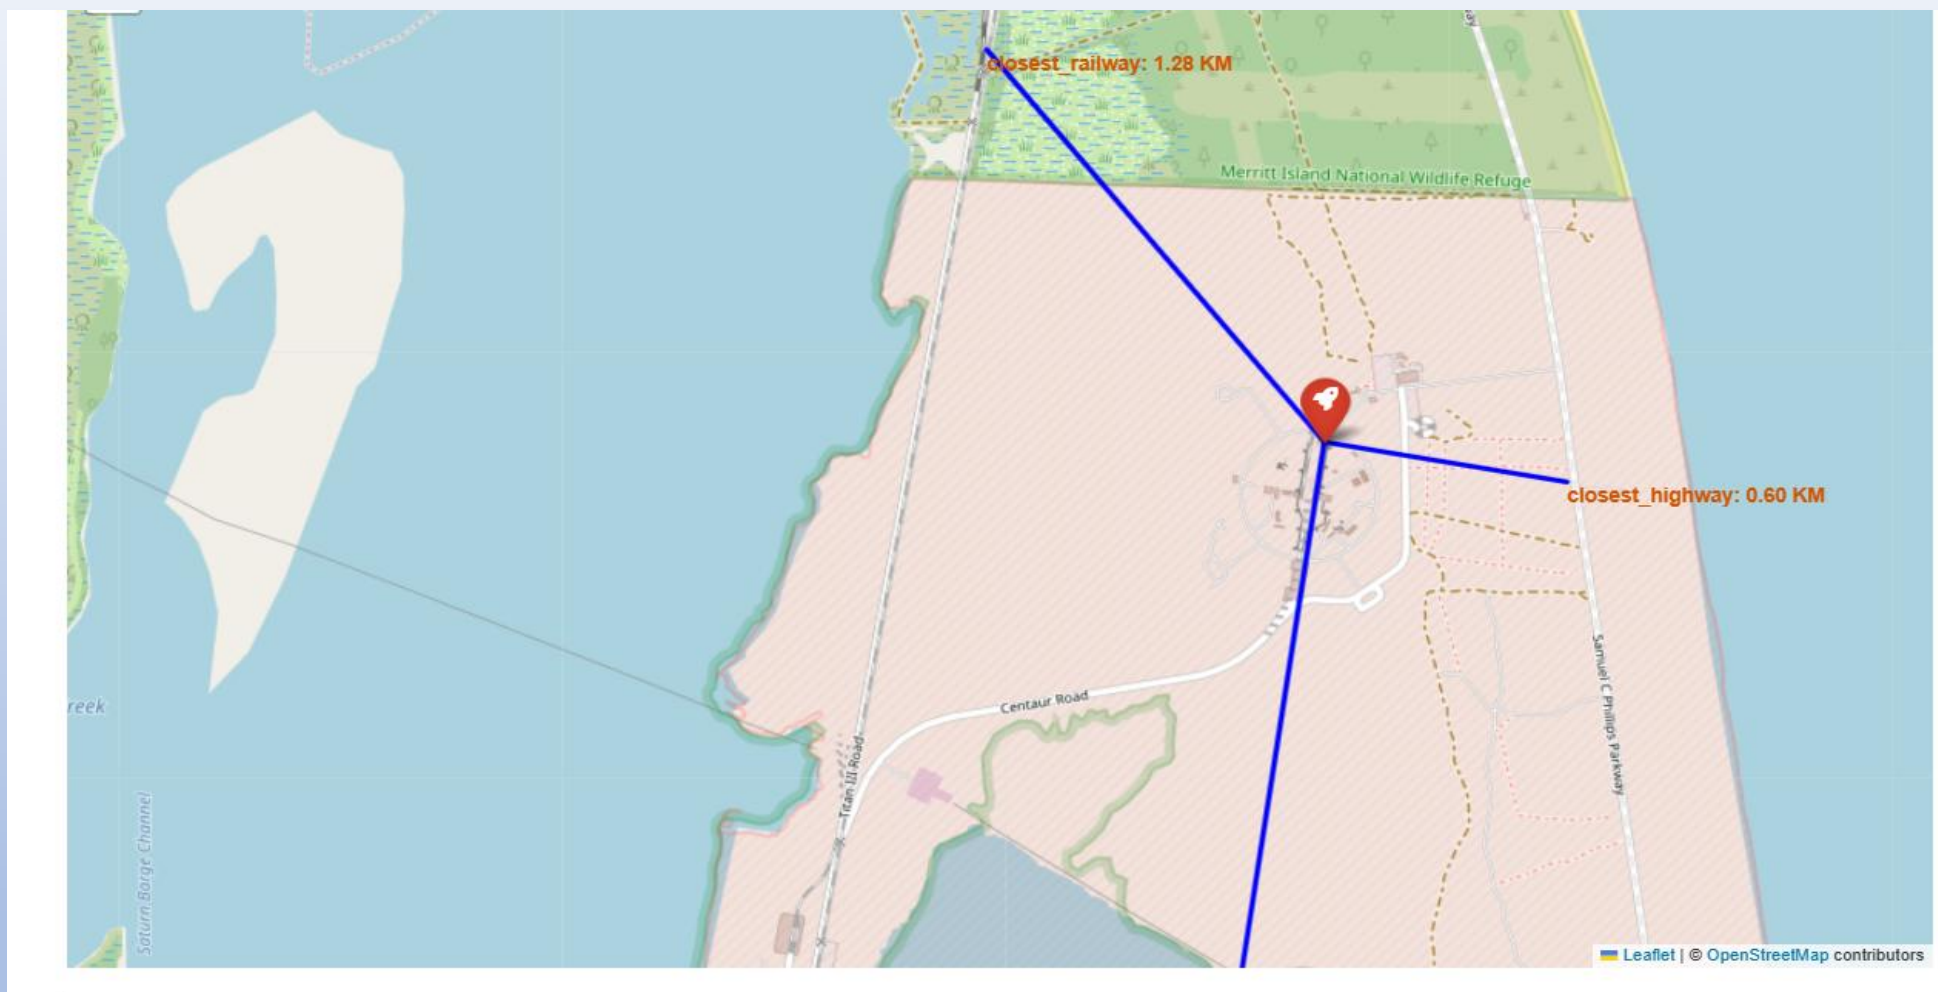 closest_railway: 1.28 KM
Merritt Island National Wildlife Refuge
closest_highway: 0.60 KM
Samuel C Phillips Parkway
reek
Centaur Road
Titan III Road
Saturn Barge Channel
Leaflet | © OpenStreetMap contributors